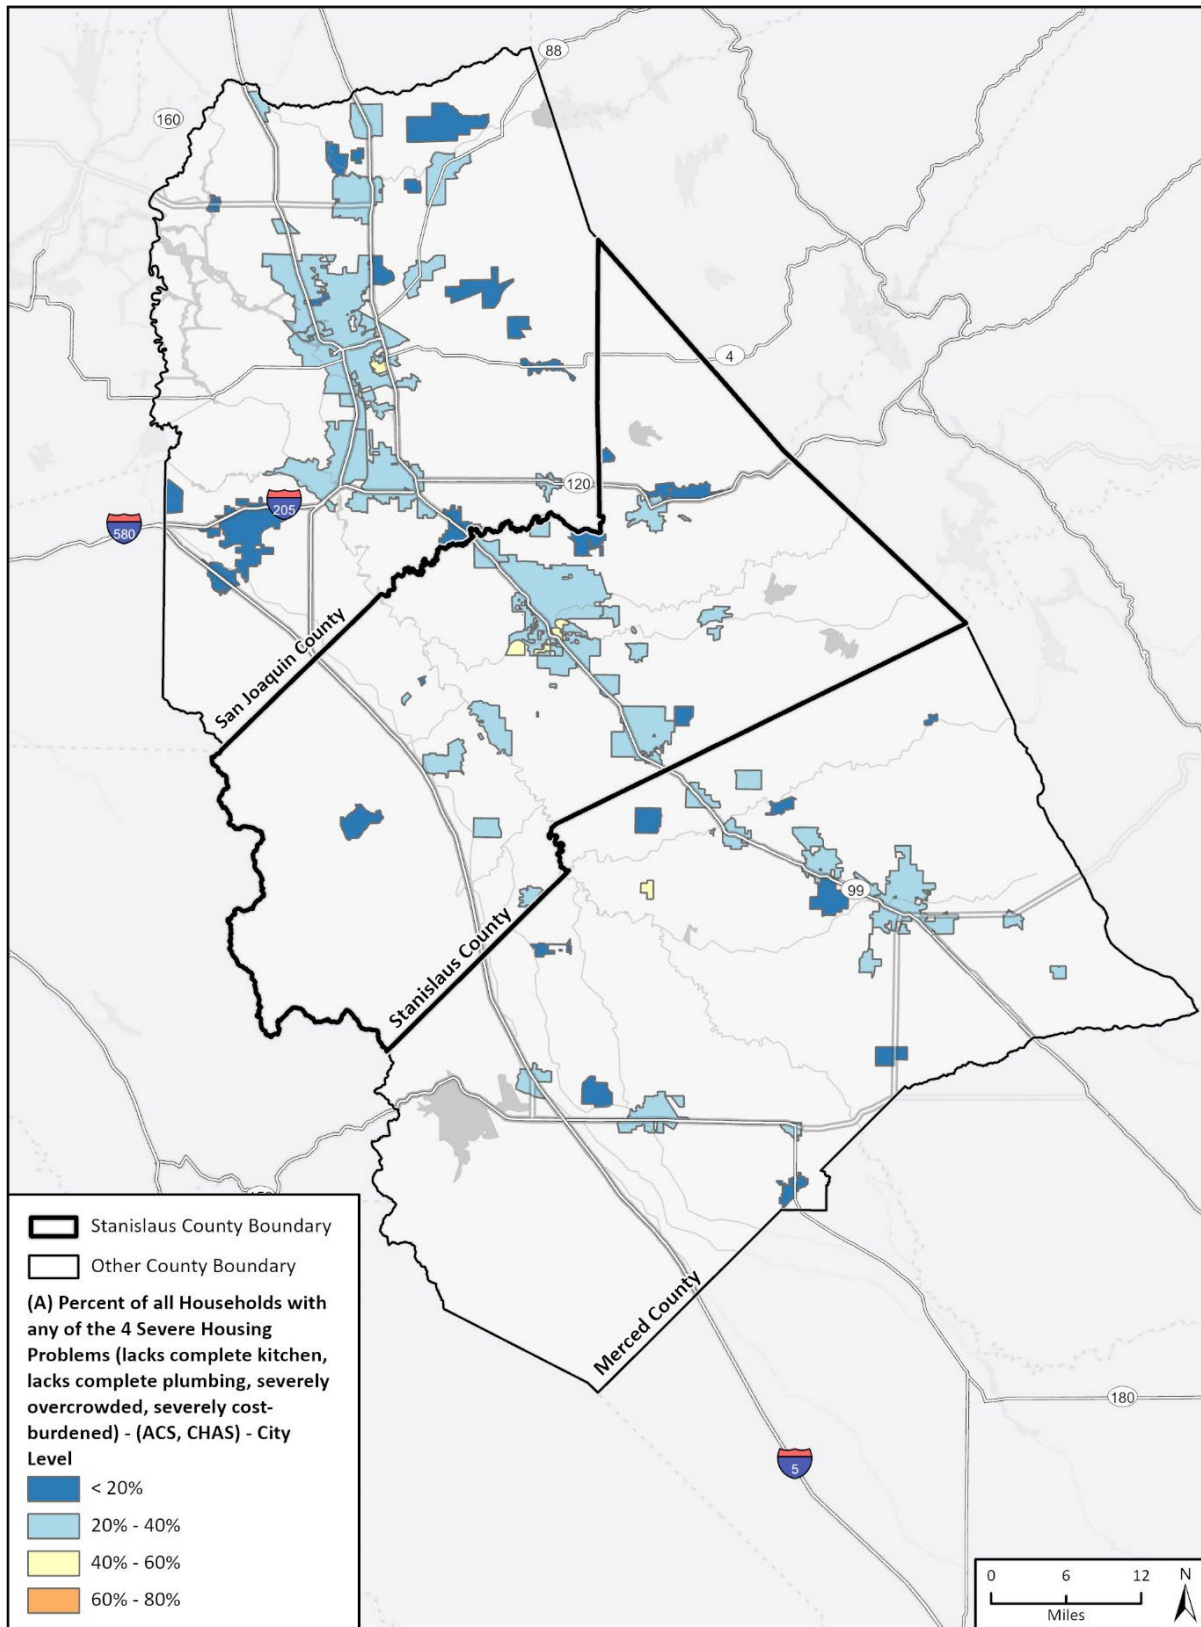 88
160
4
120
205
580
San Joaquin County
99
Stanislaus County
Stanislaus County Boundary
Other County Boundary
(A) Percent of all Households with
any of the 4 Severe Housing
Problems (lacks complete kitchen,
lacks complete plumbing, severely
overcrowded, severely cost-
burdened) - (ACS, CHAS) - City
Level
< 20%
20% - 40%
40% - 60%
60% - 80%
Merced County
180
5
0 6 12
Miles
N